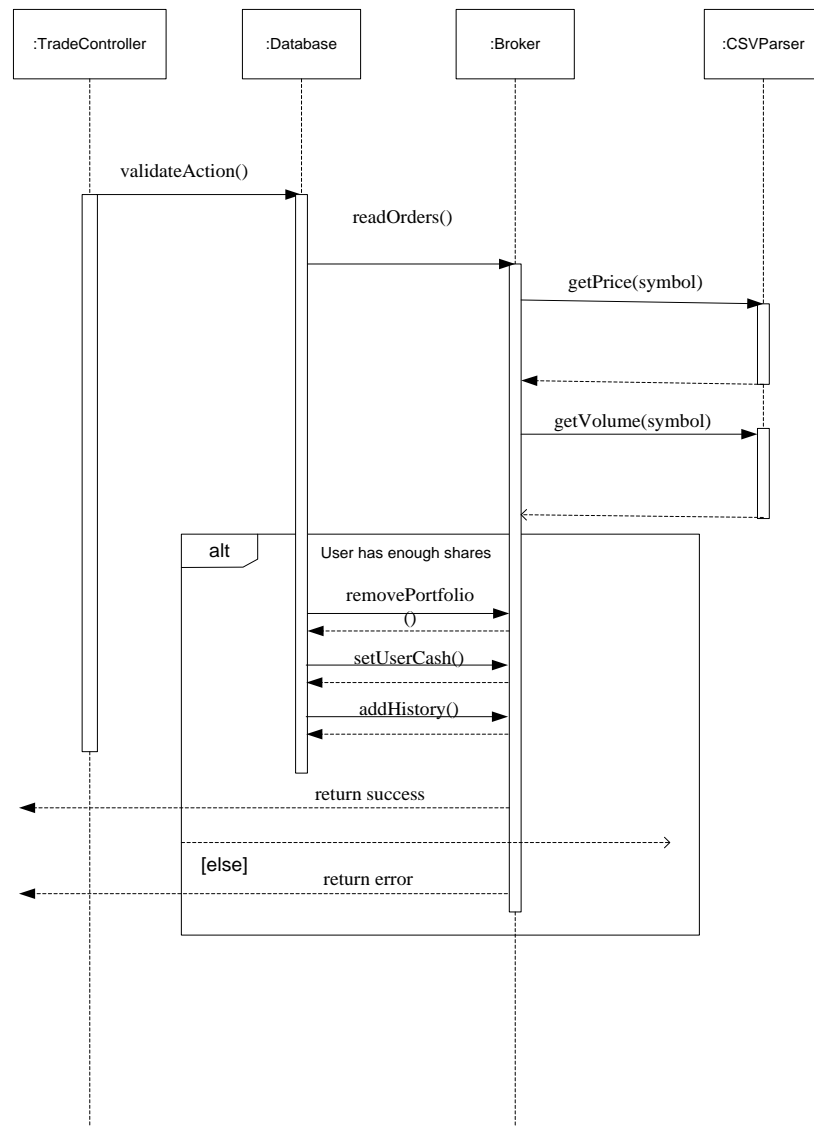 :TradeController
:Database
:Broker
:CSVParser
validateAction()
readOrders()
getPrice(symbol)
getVolume(symbol)
alt
User has enough shares
removePortfolio
()
setUserCash()
addHistory()
return success
[else]
return error